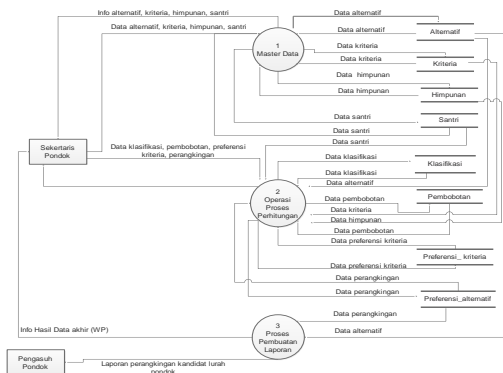 Info alternatif, kriteria, himpunan, santri
Data alternatif
Data alternatif, kriteria, himpunan, santri
Data alternatif
Alternatif
1
Master Data
Data kriteria
Data kriteria
Kriteria
Data himpunan
Data himpunan
Himpunan
Data santri
Santri
Data santri
Sekertaris
Pondok
Data klasifikasi, pembobotan, preferensi
kriteria, perangkingan
Data klasifikasi
Klasifikasi
Data klasifikasi
Data alternatif
2
Operasi
Proses
Perhitungan
Data pembobotan
Pembobotan
Data kriteria
Data himpunan
Data pembobotan
Data preferensi kriteria
Preferensi_ kriteria
Data preferensi kriteria
Data perangkingan
Data perangkingan
Preferensi_alternatif
Data perangkingan
3
Proses
Pembuatan
Laporan
Data alternatif
Info Hasil Data akhir (WP)
Pengasuh
Pondok
Laporan perangkingan kandidat lurah
pondok